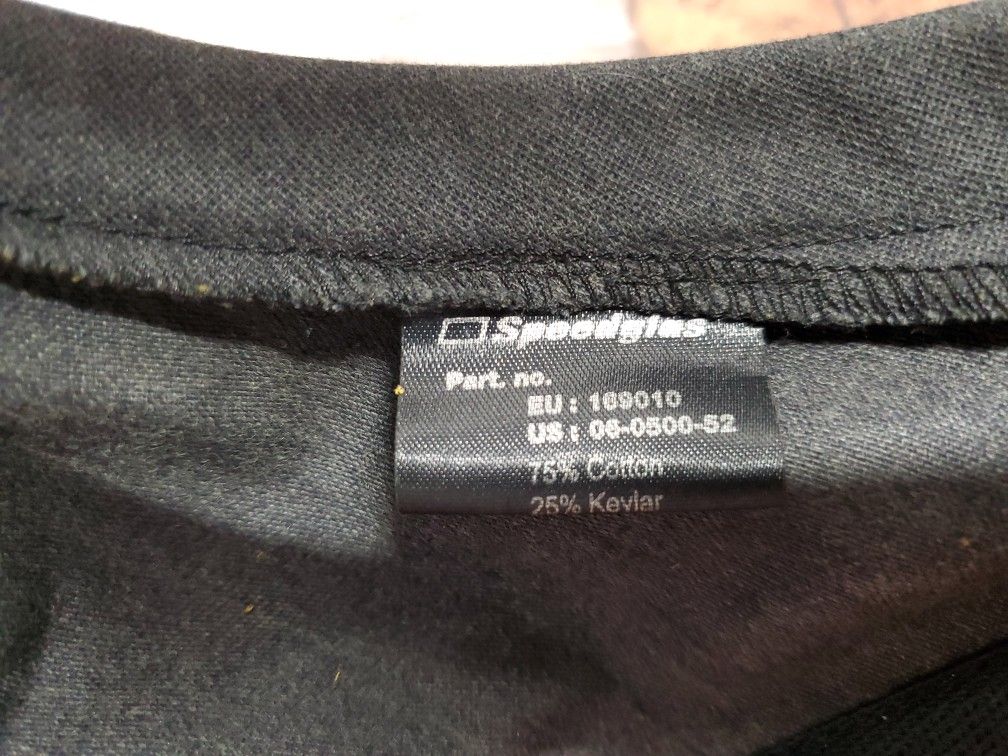 Speedglas
Part. no.
EU : 169010
US : 06-0500-52
75% Cotton
25% Kevlar